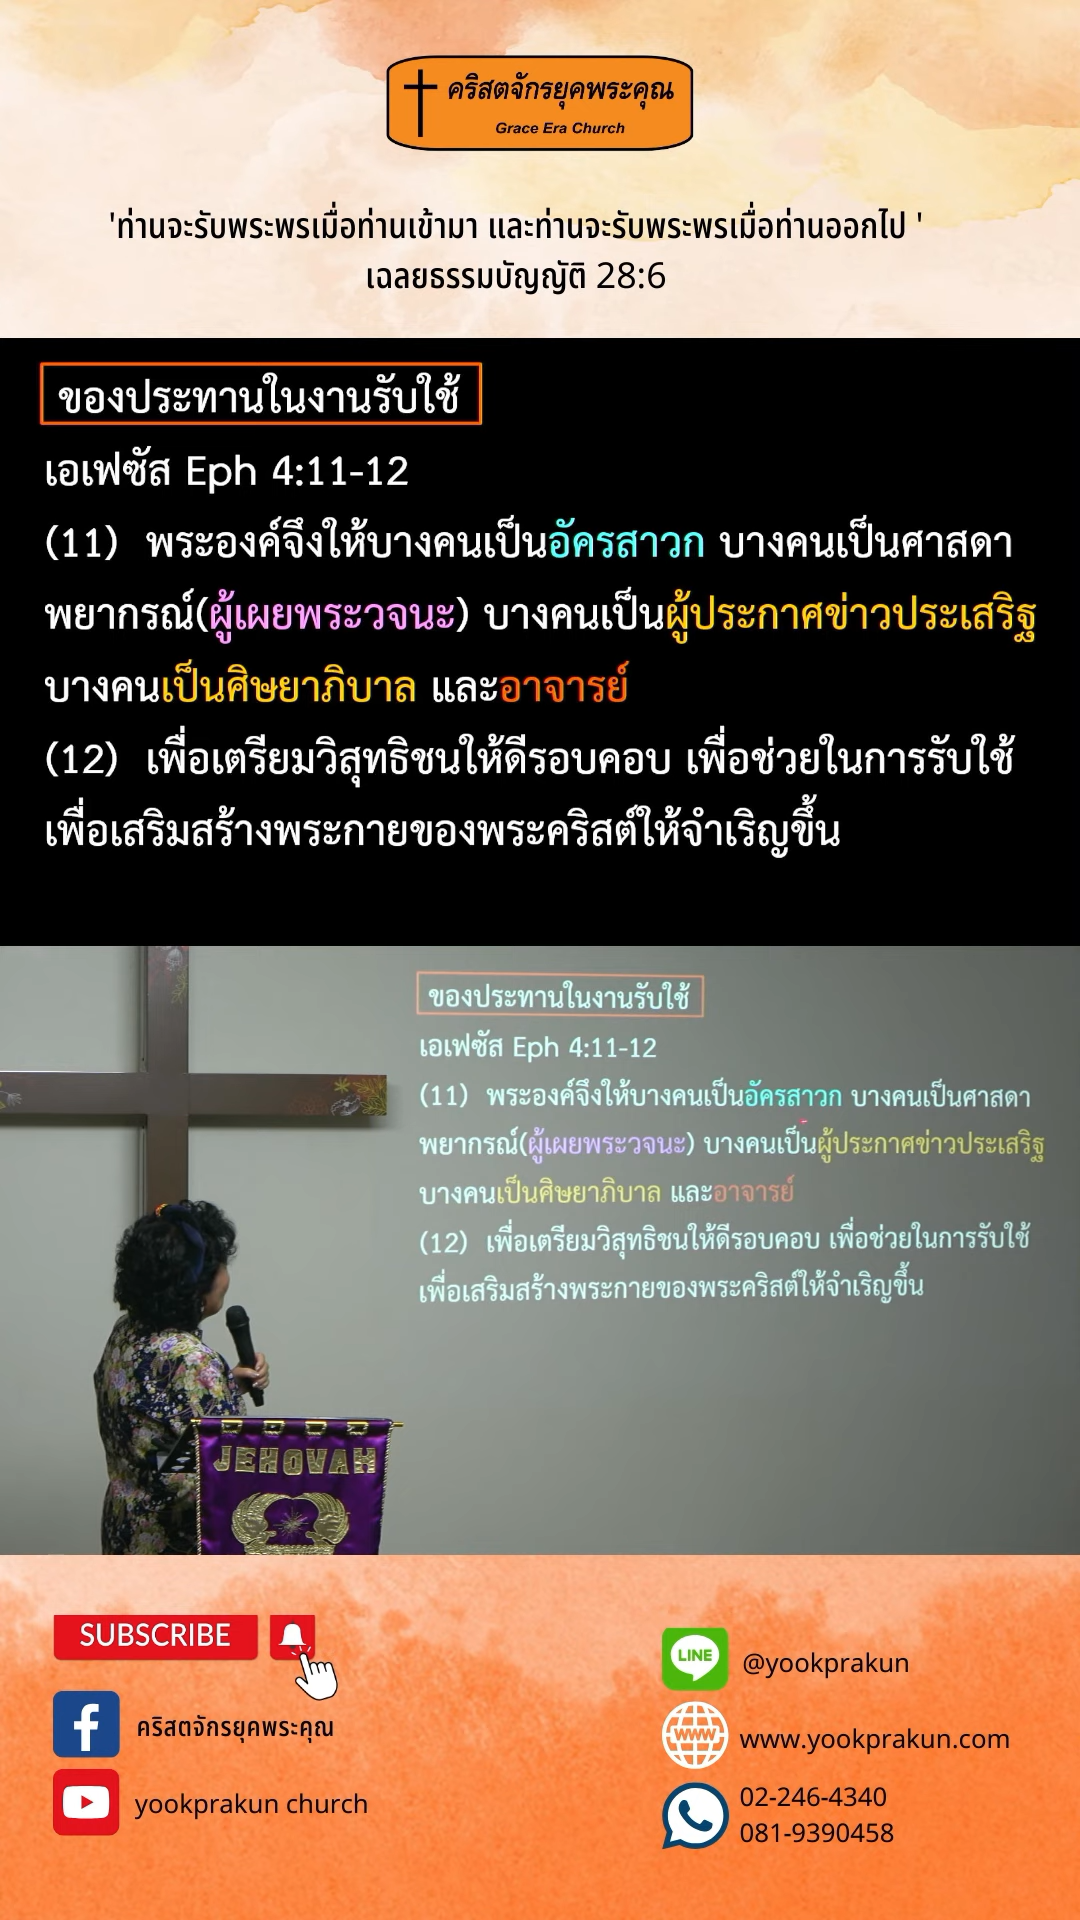 คริสตจักรยุคพระคุณ
Grace Era Church
'ท่านจะรับพระพรเมื่อท่านเข้ามา และท่านจะรับพระพรเมื่อท่านออกไป '
เฉลยธรรมบัญญัติ 28:6
ของประทานในงานรับใช้
เอเฟซัส Eph 4:11-12
(11) พระองค์จึงให้บางคนเป็นอัครสาวก บางคนเป็นศาสดา
พยากรณ์(ผู้เผยพระวจนะ) บางคนเป็นผู้ประกาศข่าวประเสริฐ
บางคนเป็นศิษยาภิบาล และอาจารย์
(12) เพื่อเตรียมวิสุทธิชนให้ดีรอบคอบ เพื่อช่วยในการรับใช้
เพื่อเสริมสร้างพระกายของพระคริสต์ให้จำเริญขึ้น
ของประทานในงานรับใช้
เอเฟซัส Eph 4:11-12
(11) พระองค์จึงให้บางคนเป็นอัครสาวก บางคนเป็นศาสดา
พยากรณ์(ผู้เผยพระวจนะ) บางคนเป็นผู้ประกาศข่าวประเสริฐ
บางคนเป็นศิษยาภิบาล และอาจารย์
(12) เพื่อเตรียมวิสุทธิชนให้ดีรอบคอบ เพื่อช่วยในการรับใช้
เพื่อเสริมสร้างพระกายของพระคริสต์ให้จำเริญขึ้น
JEHOVAH
SUBSCRIBE
คริสตจักรยุคพระคุณ
yookprakun church
LINE
@yookprakun
WWW
www.yookprakun.com
02-246-4340
081-9390458